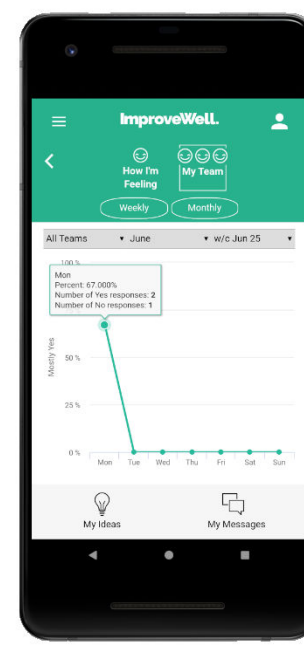 ImproveWell.
How I'm
Feeling
My Team
Weekly
Monthly
All Teams
June
w/c Jun 25
100 %
Mon
Percent: 67.000%
Number of Yes responses: 2
Number of No responses: 1
Mostly Yes
50 %
25 %
0 %
Mon Tue Wed Thu Fri Sat Sun
My Ideas
My Messages